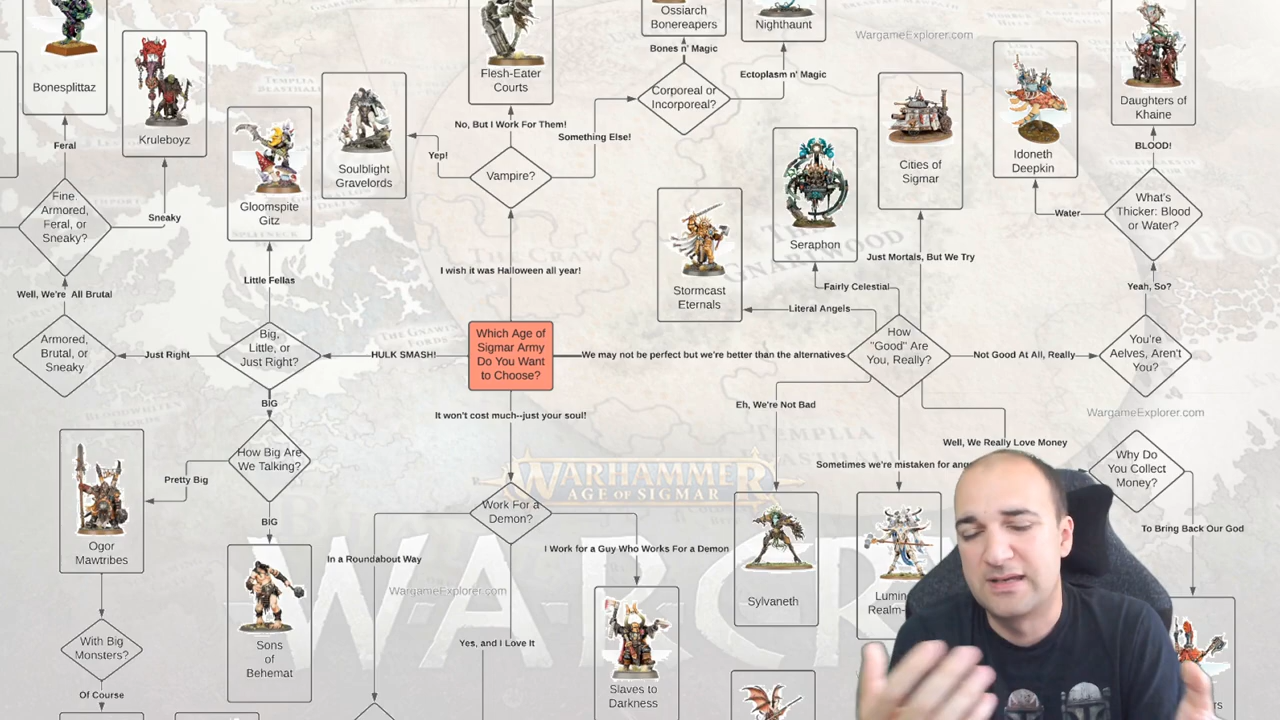 Ossiarch
Bonereapers
Nighthaunt
WargameExplorer.com
Bonesplittaz
Kruleboyz
Flesh-Eater
Courts
Bones n' Magic
Ectoplasm n' Magic
Corporeal or
Incorporeal?
Cities of
Sigmar
Idoneth
Deepkin
Daughters of
Khaine
Feral
No, But I Work For Them!
Something Else!
BLOOD!
Yep!
Soulblight
Gravelords
Vampire?
Fine
Armored,
Feral, or
Sneaky?
Sneaky
Gloomspite
Gitz
What's
Thicker: Blood
or Water?
Water
Seraphon
THE
GNARLWOOD
Just Mortals, But We Try
I wish it was Halloween all year!
Little Fellas
Well, We're All Brutal
Stormcast
Eternals
Fairly Celestial
Literal Angels
Yeah, So?
Armored,
Brutal, or
Sneaky
Just Right
Big,
Little, or
Just Right?
HULK SMASH!
Which Age of
Sigmar Army
Do You Want
to Choose?
We may not be perfect but we're better than the alternatives
How
"Good" Are
You, Really?
Not Good At All, Really
You're
Aelves, Aren't
You?
BIG
It won't cost much--just your soul!
Eh, We're Not Bad
WargameExplorer.com
TEMPLIA
Well, We Really Love Money
How Big Are
We Talking?
Pretty Big
WARHAMMER
AGE OF SIGMAR
Sometimes we're mistaken for
Why Do
You Collect
Money?
Work For a
Demon?
BIG
To Bring Back Our God
Ogor
Mawtribes
In a Roundabout Way
I Work for a Guy Who Works For a Demon
WargameExplorer.com
WARCR
Sylvaneth
With Big
Monsters?
Sons
of
Behemat
Yes, and I Love It
Slaves to
Darkness
Of Course